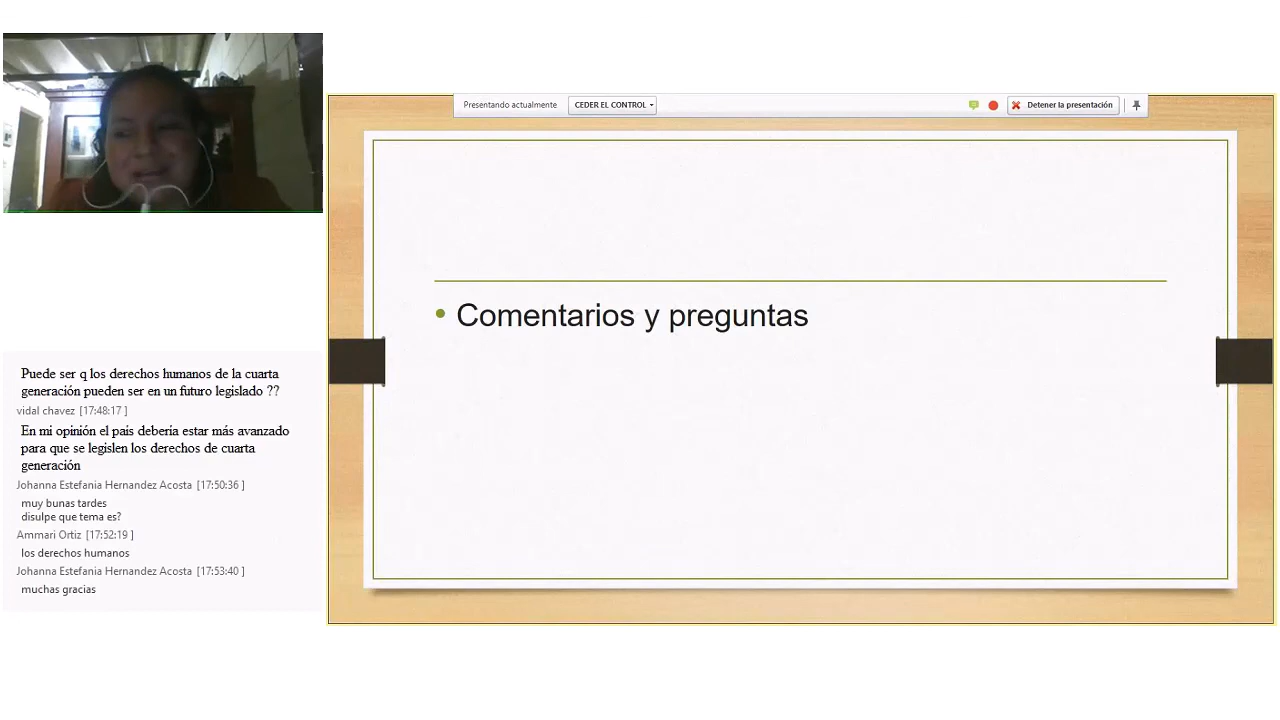 Presentando actualmente
CEDER EL CONTROL
Detener la presentación
Comentarios y preguntas
Puede ser q los derechos humanos de la cuarta
generación pueden ser en un futuro legislado ??
vidal chavez [17:48:17 ]
En mi opinión el país debería estar más avanzado
para que se legislen los derechos de cuarta
generación
Johanna Estefania Hernandez Acosta [17:50:36 ]
muy bunas tardes
disulpe que tema es?
Ammari Ortiz [17:52:19 ]
los derechos humanos
Johanna Estefania Hernandez Acosta [17:53:40 ]
muchas gracias